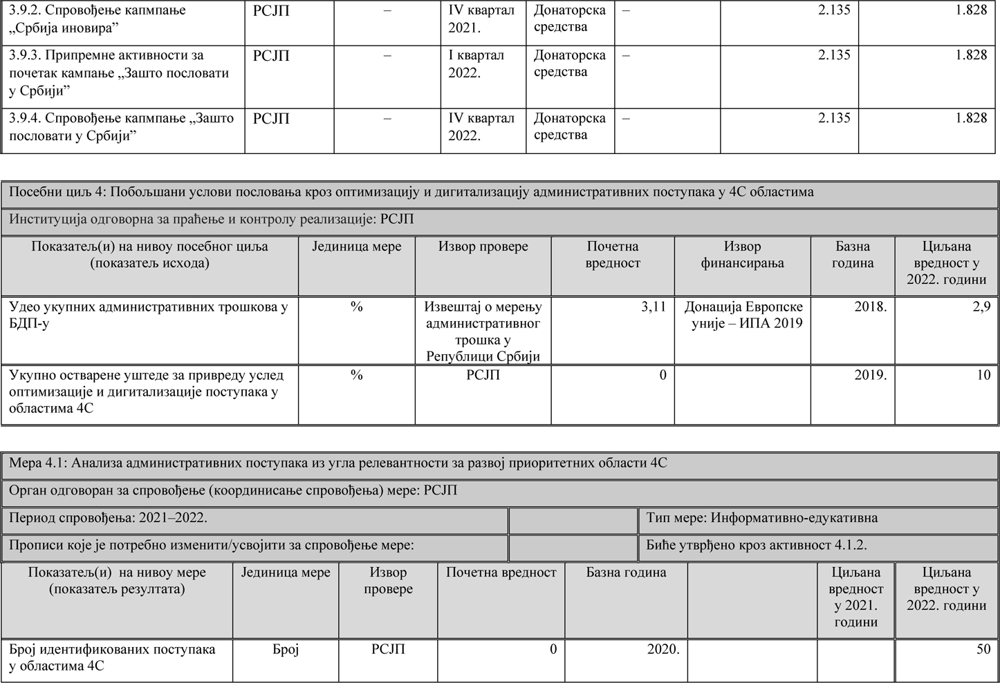 3.9.2. Спровођење капмпање РСЈП – IV квартал Донаторска – 2.135 1.828
„Србија иновира” 2021. средства
3.9.3. Припремне активности за РСЈП – I квартал Донаторска – 2.135 1.828
почетак кампање „Зашто пословати 2022. средства
у Србији”
3.9.4. Спровођење капмпање „Зашто РСЈП – IV квартал Донаторска – 2.135 1.828
пословати у Србији” 2022. средства
Посебни циљ 4: Побољшани услови пословања кроз оптимизацију и дигитализацију административних поступака у 4С областима
Институција одговорна за праћење и контролу реализације: РСЈП
Показатељ(и) на нивоу посебног циља Јединица мере Извор провере Почетна Извор Базна Циљана
(показатељ исхода) вредност финансирања година вредност у
2022. години
Удео укупних административних трошкова у % Извештај о мерењу 3,11 Донација Европске 2018. 2,9
БДП-у административног уније – ИПА 2019
трошка у
Републици Србији
Укупно остварене уштеде за привреду услед % РСЈП 0 2019. 10
оптимизације и дигитализације поступака у
областима 4С
Мера 4.1: Анализа административних поступака из угла релевантности за развој приоритетних области 4С
Орган одговоран за спровођење (координисање спровођења) мере: РСЈП
Период спровођења: 2021–2022. Тип мере: Информативно-едукативна
Прописи које је потребно изменити/усвојити за спровођење мере: Биће утврђено кроз активност 4.1.2.
Показатељ(и) на нивоу мере Јединица мере Извор Почетна вредност Базна година Циљана Циљана
(показатељ резултата) провере вредност вредност у
у 2021. 2022. години
години
Број идентификованих поступака Број РСЈП 0 2020. 50
у областима 4С